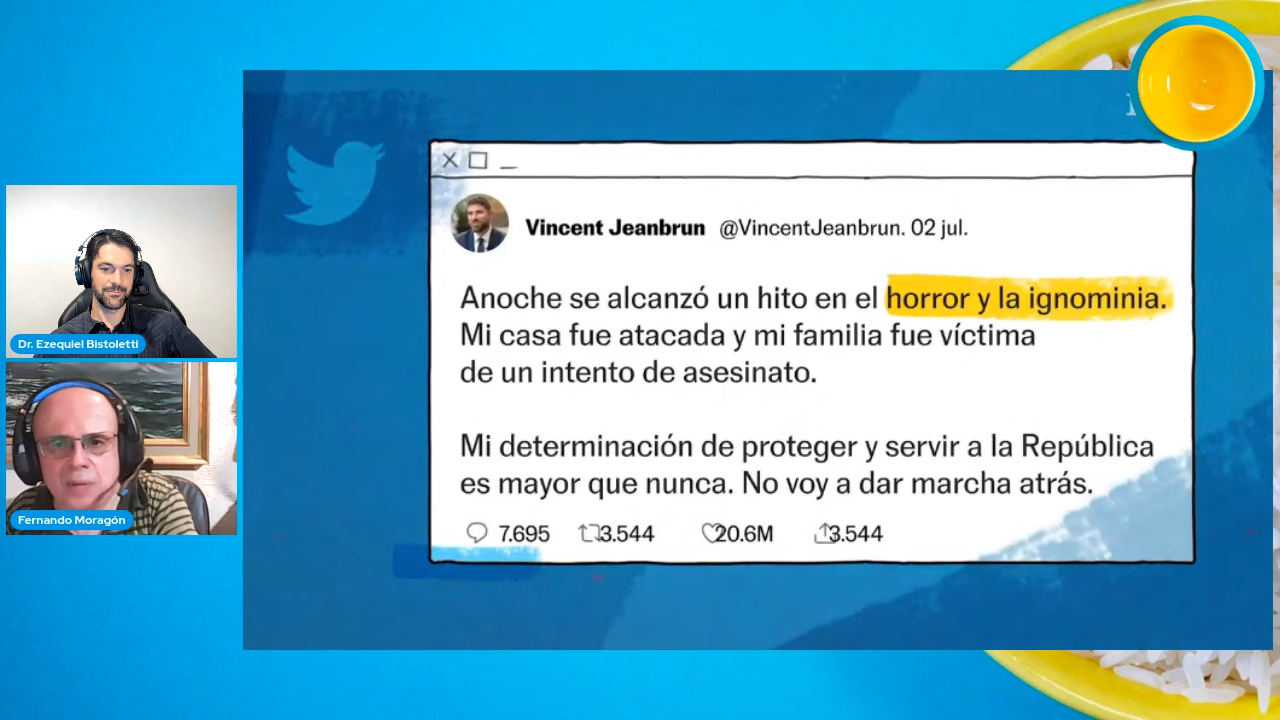 Vincent Jeanbrun @VincentJeanbrun. 02 jul.
Anoche se alcanzó un hito en el horror y la ignominia.
Mi casa fue atacada y mi familia fue víctima
de un intento de asesinato.
Mi determinación de proteger y servir a la República
es mayor que nunca. No voy a dar marcha atrás.
7.695 3.544 20.6M 3.544
Dr. Ezequiel Bistoletti
Fernando Moragón